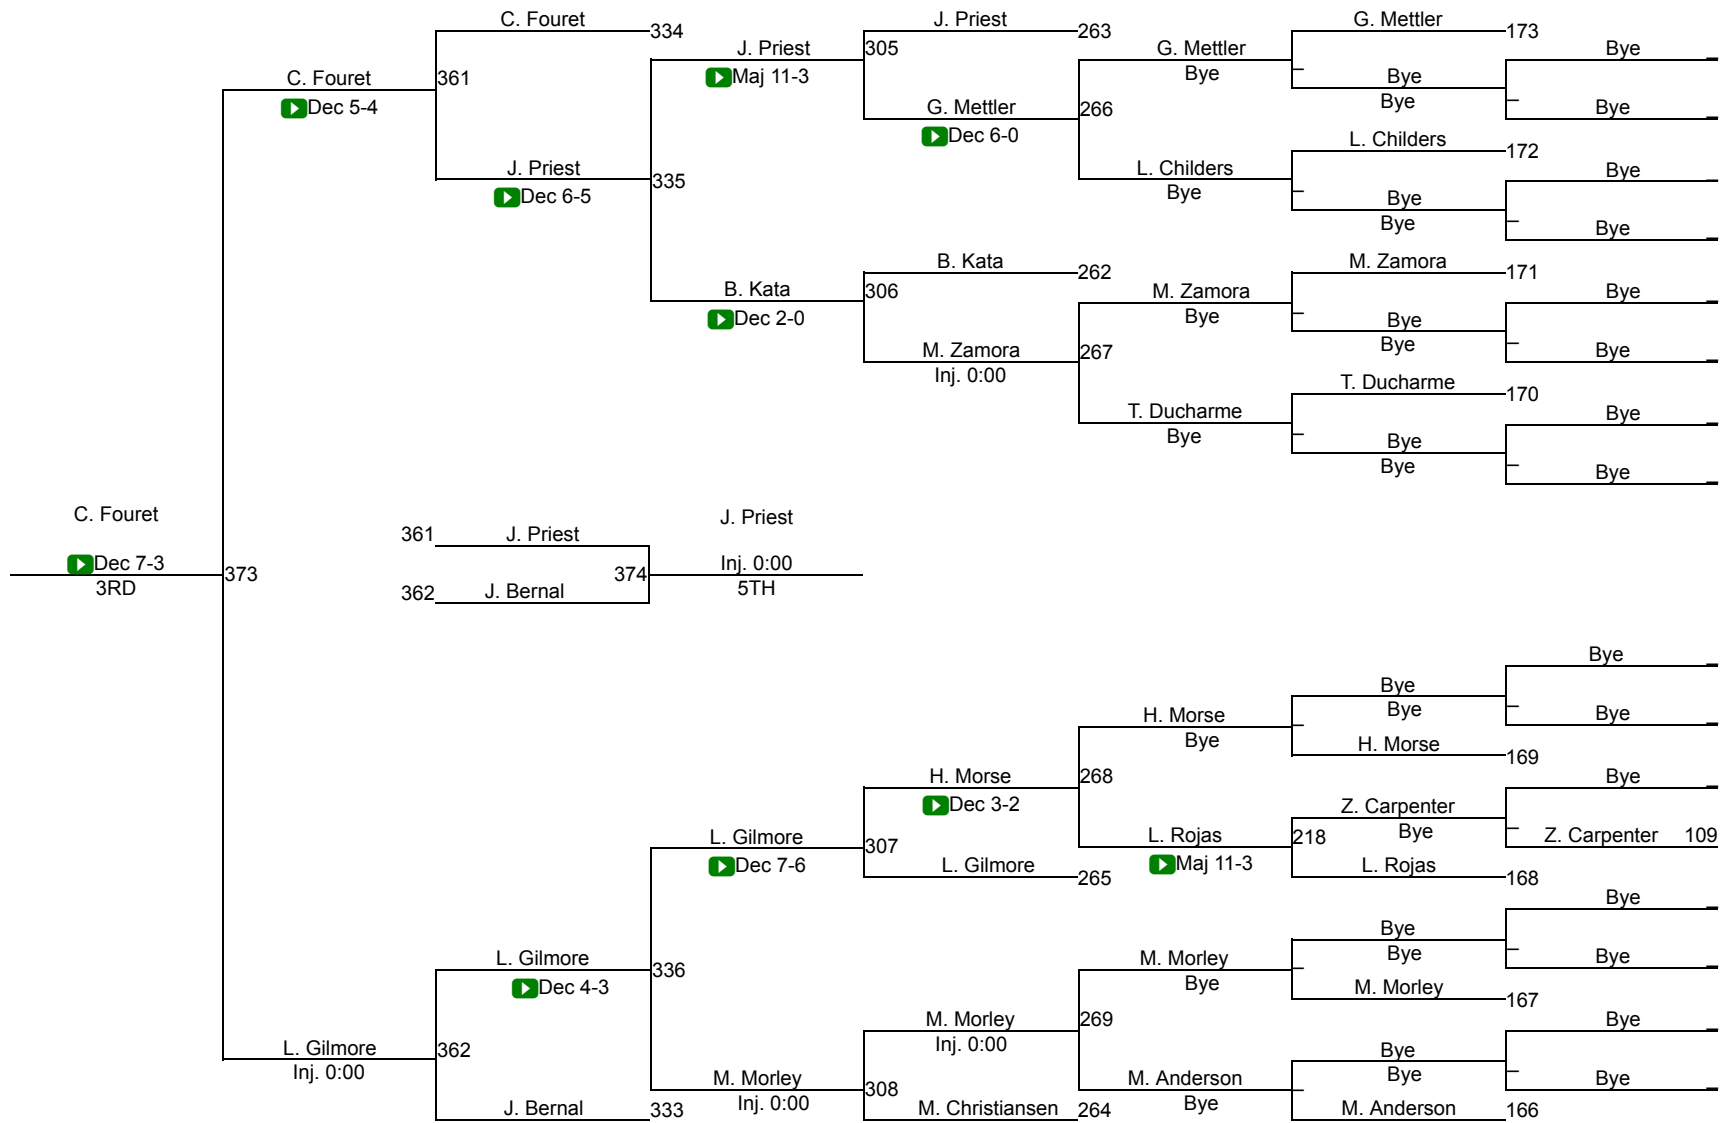 C. Fouret
334
J. Priest
263
G. Mettler
173
J. Priest
305
G. Mettler
Bye
C. Fouret
361
Maj 11-3
Bye
Bye
Dec 5-4
G. Mettler
266
Bye
Bye
Dec 6-0
L. Childers
172
J. Priest
335
L. Childers
Bye
Dec 6-5
Bye
Bye
Bye
Bye
B. Kata
262
M. Zamora
171
B. Kata
306
M. Zamora
Bye
Dec 2-0
Bye
Bye
M. Zamora
267
Bye
Bye
Inj. 0:00
T. Ducharme
170
T. Ducharme
Bye
Bye
Bye
Bye
Bye
C. Fouret
J. Priest
361
J. Priest
Dec 7-3
373
374
Inj. 0:00
3RD
362
J. Bernal
5TH
Bye
Bye
H. Morse
Bye
Bye
Bye
H. Morse
169
H. Morse
268
Bye
Dec 3-2
Z. Carpenter
L. Gilmore
307
L. Rojas
218
Bye
Z. Carpenter
109
Dec 7-6
L. Gilmore
265
Maj 11-3
L. Rojas
168
Bye
Bye
L. Gilmore
336
M. Morley
Bye
Bye
Dec 4-3
Bye
M. Morley
167
M. Morley
269
Bye
L. Gilmore
362
Inj. 0:00
Bye
Inj. 0:00
M. Morley
308
M. Anderson
Bye
Bye
Inj. 0:00
Bye
J. Bernal
333
M. Christiansen
264
M. Anderson
166